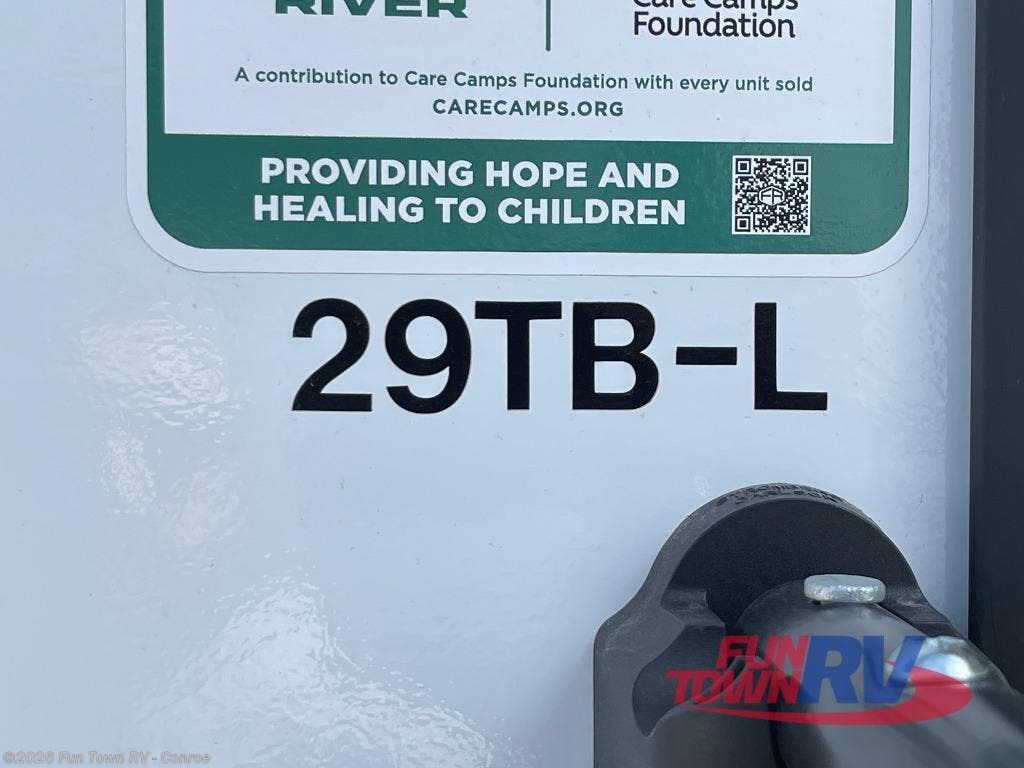 RIVER
Care Camps
Foundation
A contribution to Care Camps Foundation with every unit sold
CARECAMPS.ORG
PROVIDING HOPE AND
HEALING TO CHILDREN
29TB-L
FUN
TOWN RV
©2026 Fun Town RV - Conroe